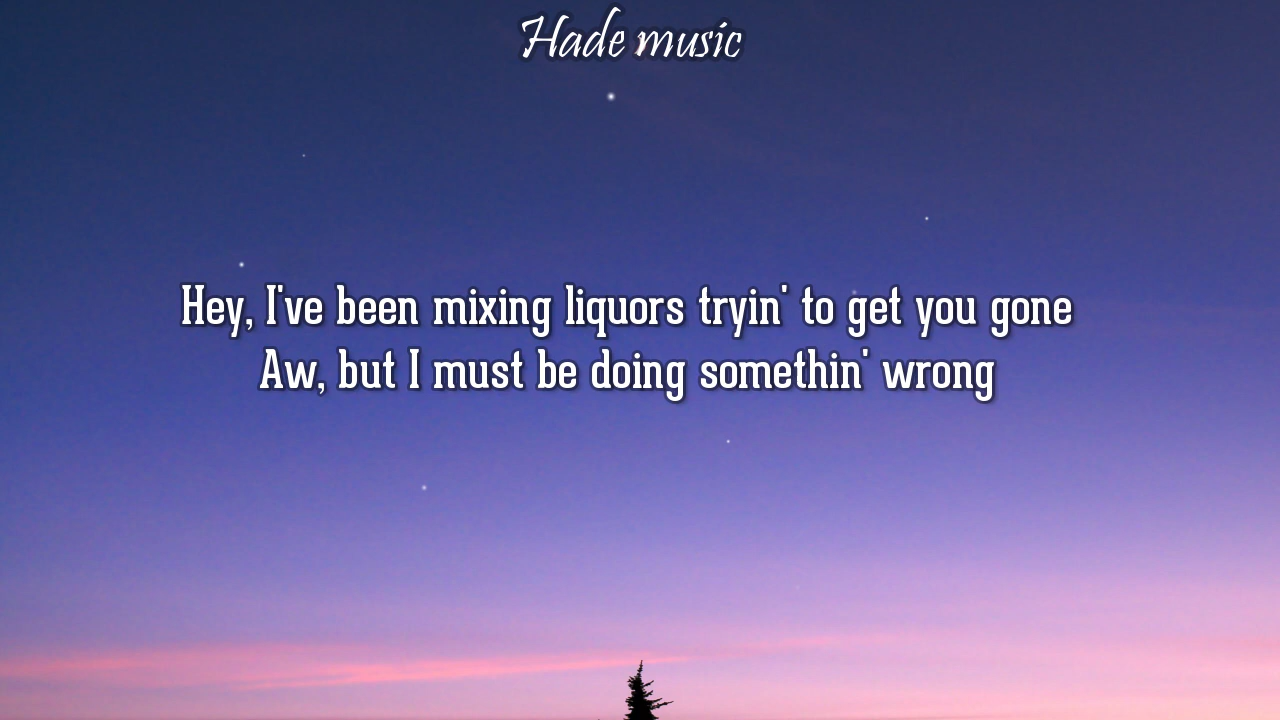 Hade music
Hey, I've been mixing liquors tryin' to get you gone
Aw, but I must be doing somethin' wrong